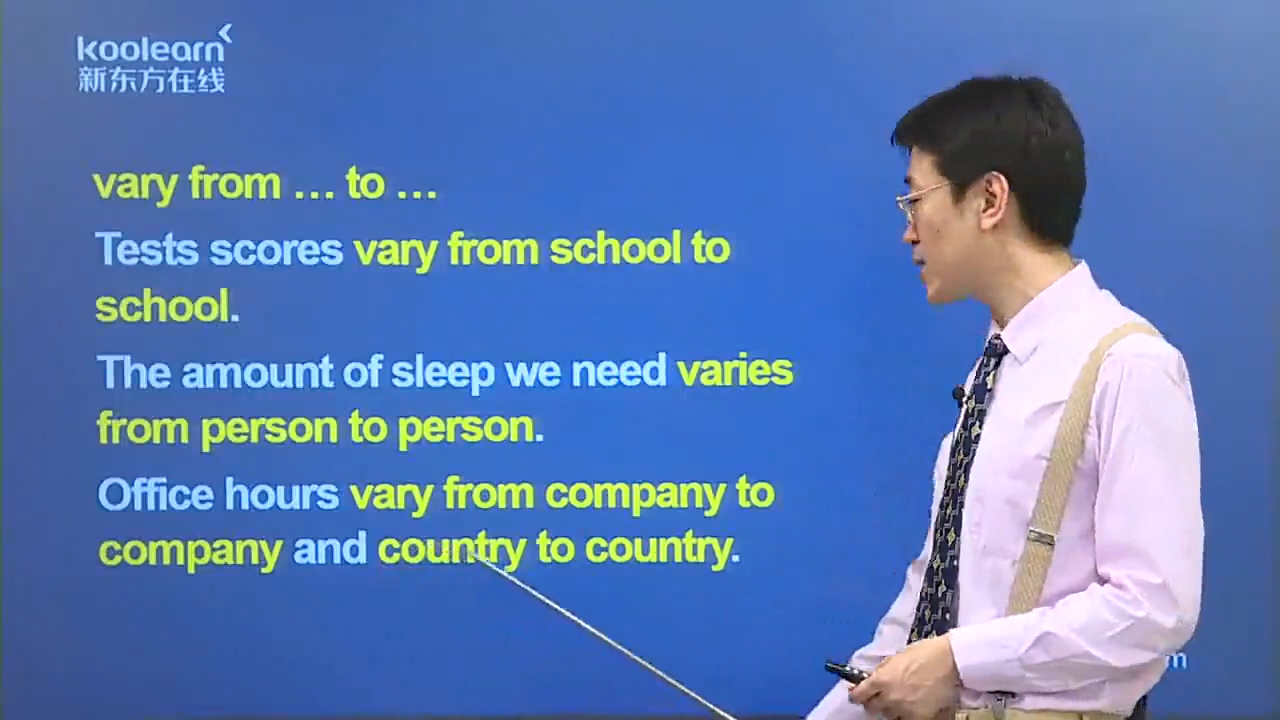 koolearn
新东方在线
vary from … to …
Tests scores vary from school to
school.
The amount of sleep we need varies
from person to person.
Office hours vary from company to
company and country to country.
m